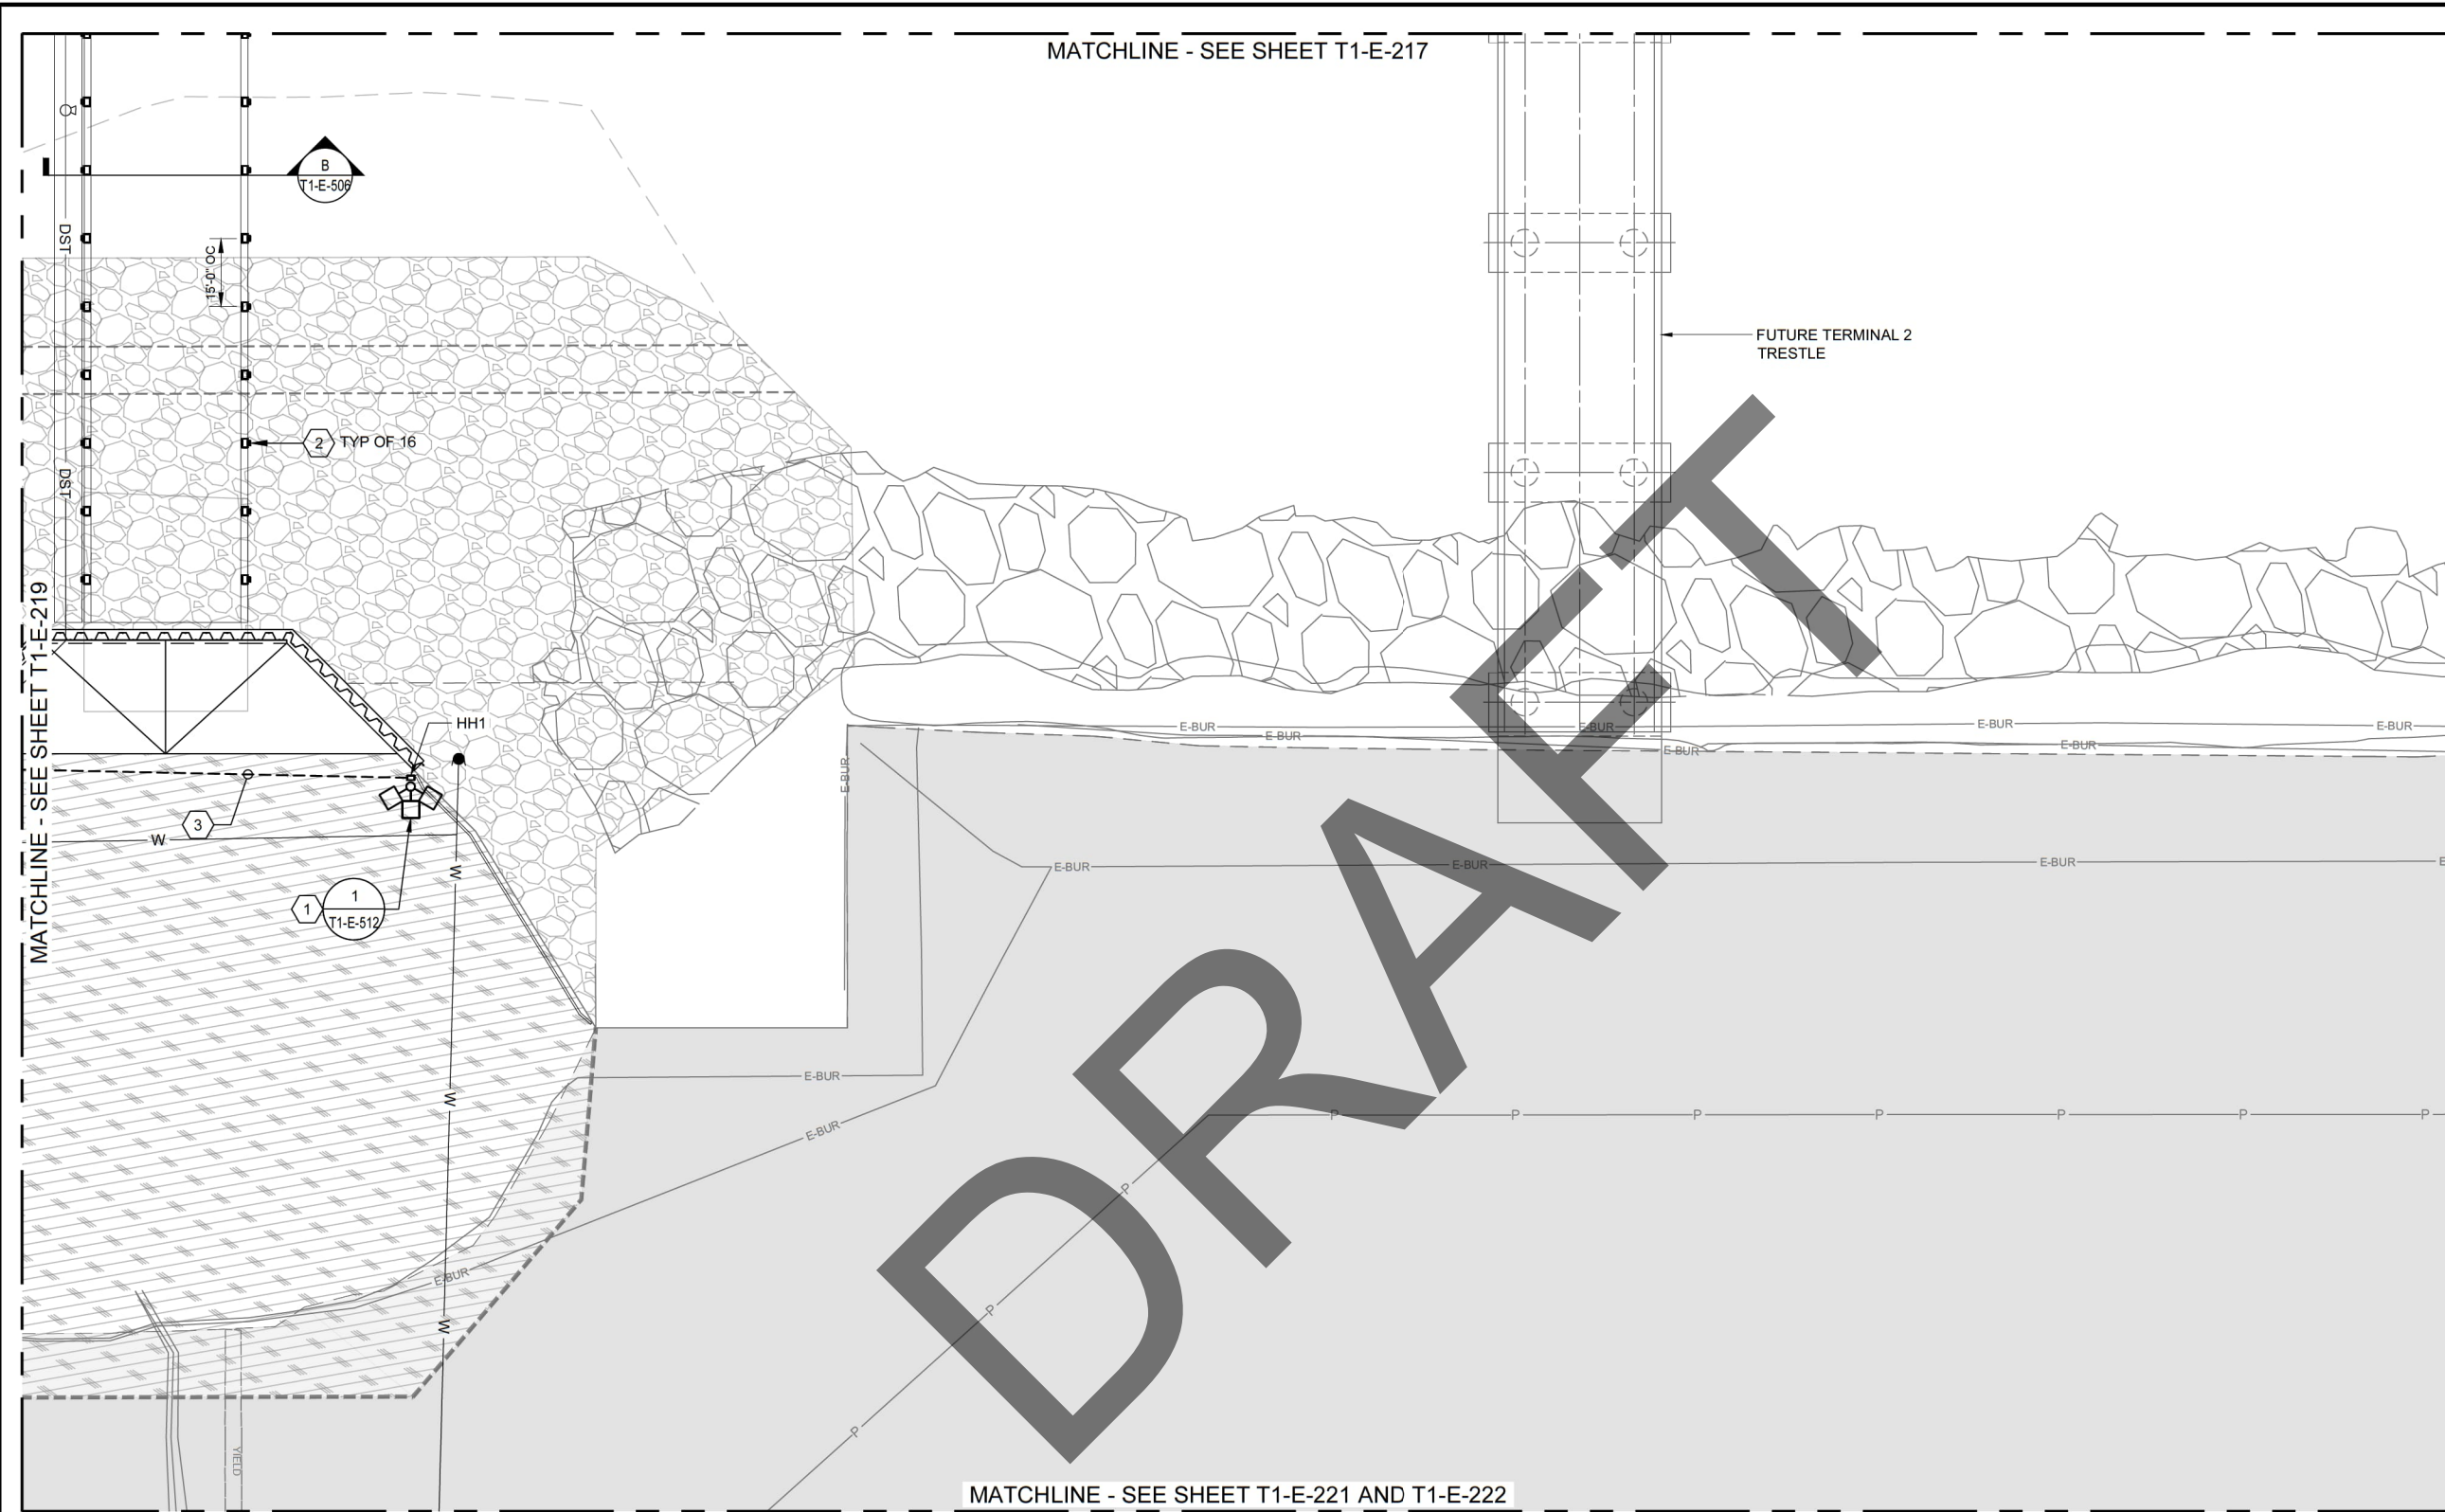 MATCHLINE - SEE SHEET T1-E-217
B
T1-E-506
DST
15'-0" OC
FUTURE TERMINAL 2
TRESTLE
2
TYP OF 16
DST
MATCHLINE - SEE SHEET T1-E-219
HH1
E-BUR
E-BUR
E-BUR
E-BUR
E-BUR
E-BUR
E-BUR
E-BUR
E-BUR
3
W
E-BUR
E-BUR
E-BUR
E
W
1
1
T1-E-512
E-BUR
W
P
P
P
P
P
P
P
E-BUR
P
E-BUR
P
W
P
YIELD
DRAFT
MATCHLINE - SEE SHEET T1-E-221 AND T1-E-222